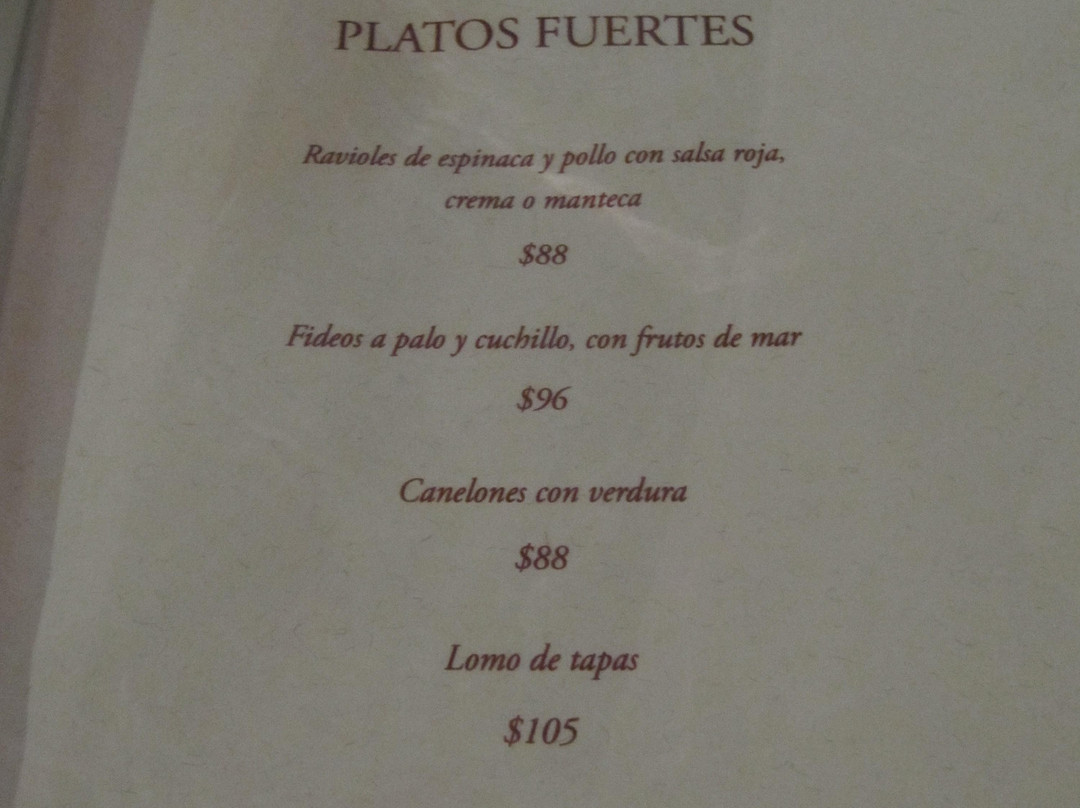 PLATOS FUERTES
Ravioles de espinaca y pollo con salsa roja,
crema o manteca
$88
Fideos a palo y cuchillo, con frutos de mar
$96
Canelones con verdura
$88
Lomo de tapas
$105